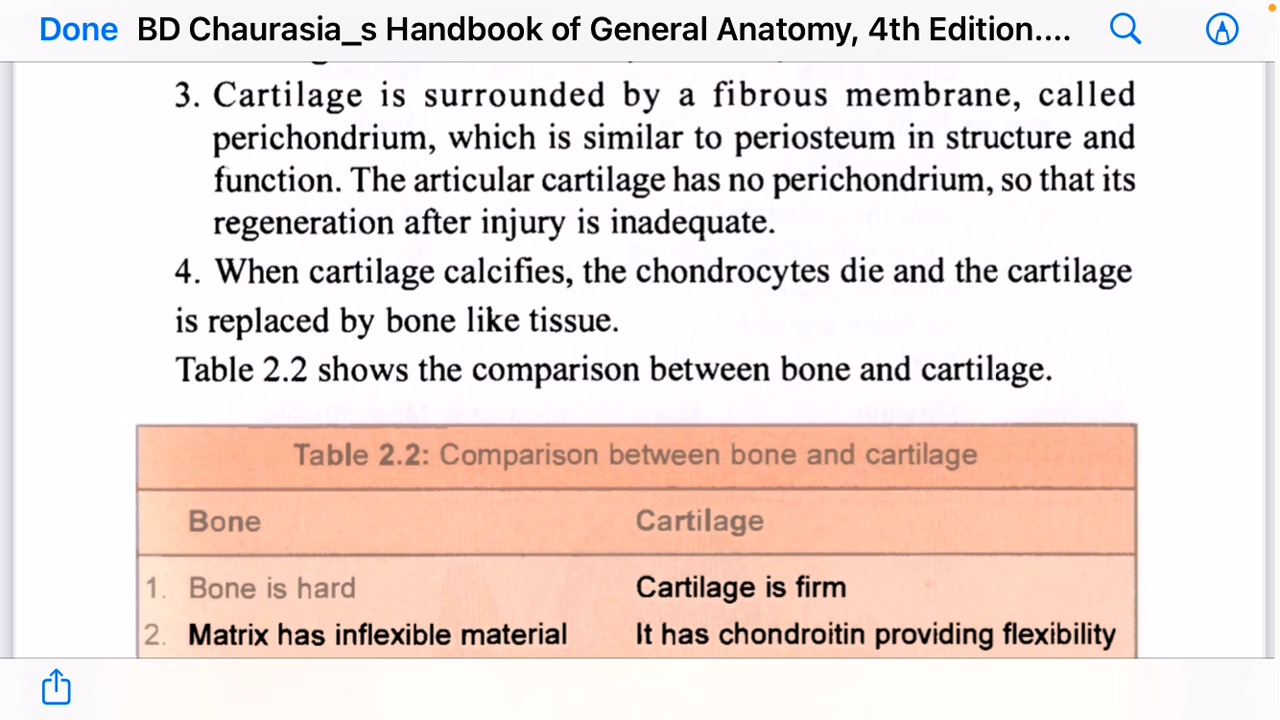 Done BD Chaurasia_s Handbook of General Anatomy, 4th Edition....
3. Cartilage is surrounded by a fibrous membrane, called
perichondrium, which is similar to periosteum in structure and
function. The articular cartilage has no perichondrium, so that its
regeneration after injury is inadequate.
4. When cartilage calcifies, the chondrocytes die and the cartilage
is replaced by bone like tissue.
Table 2.2 shows the comparison between bone and cartilage.
Table 2.2: Comparison between bone and cartilage
Bone Cartilage
1. Bone is hard Cartilage is firm
2. Matrix has inflexible material It has chondroitin providing flexibility